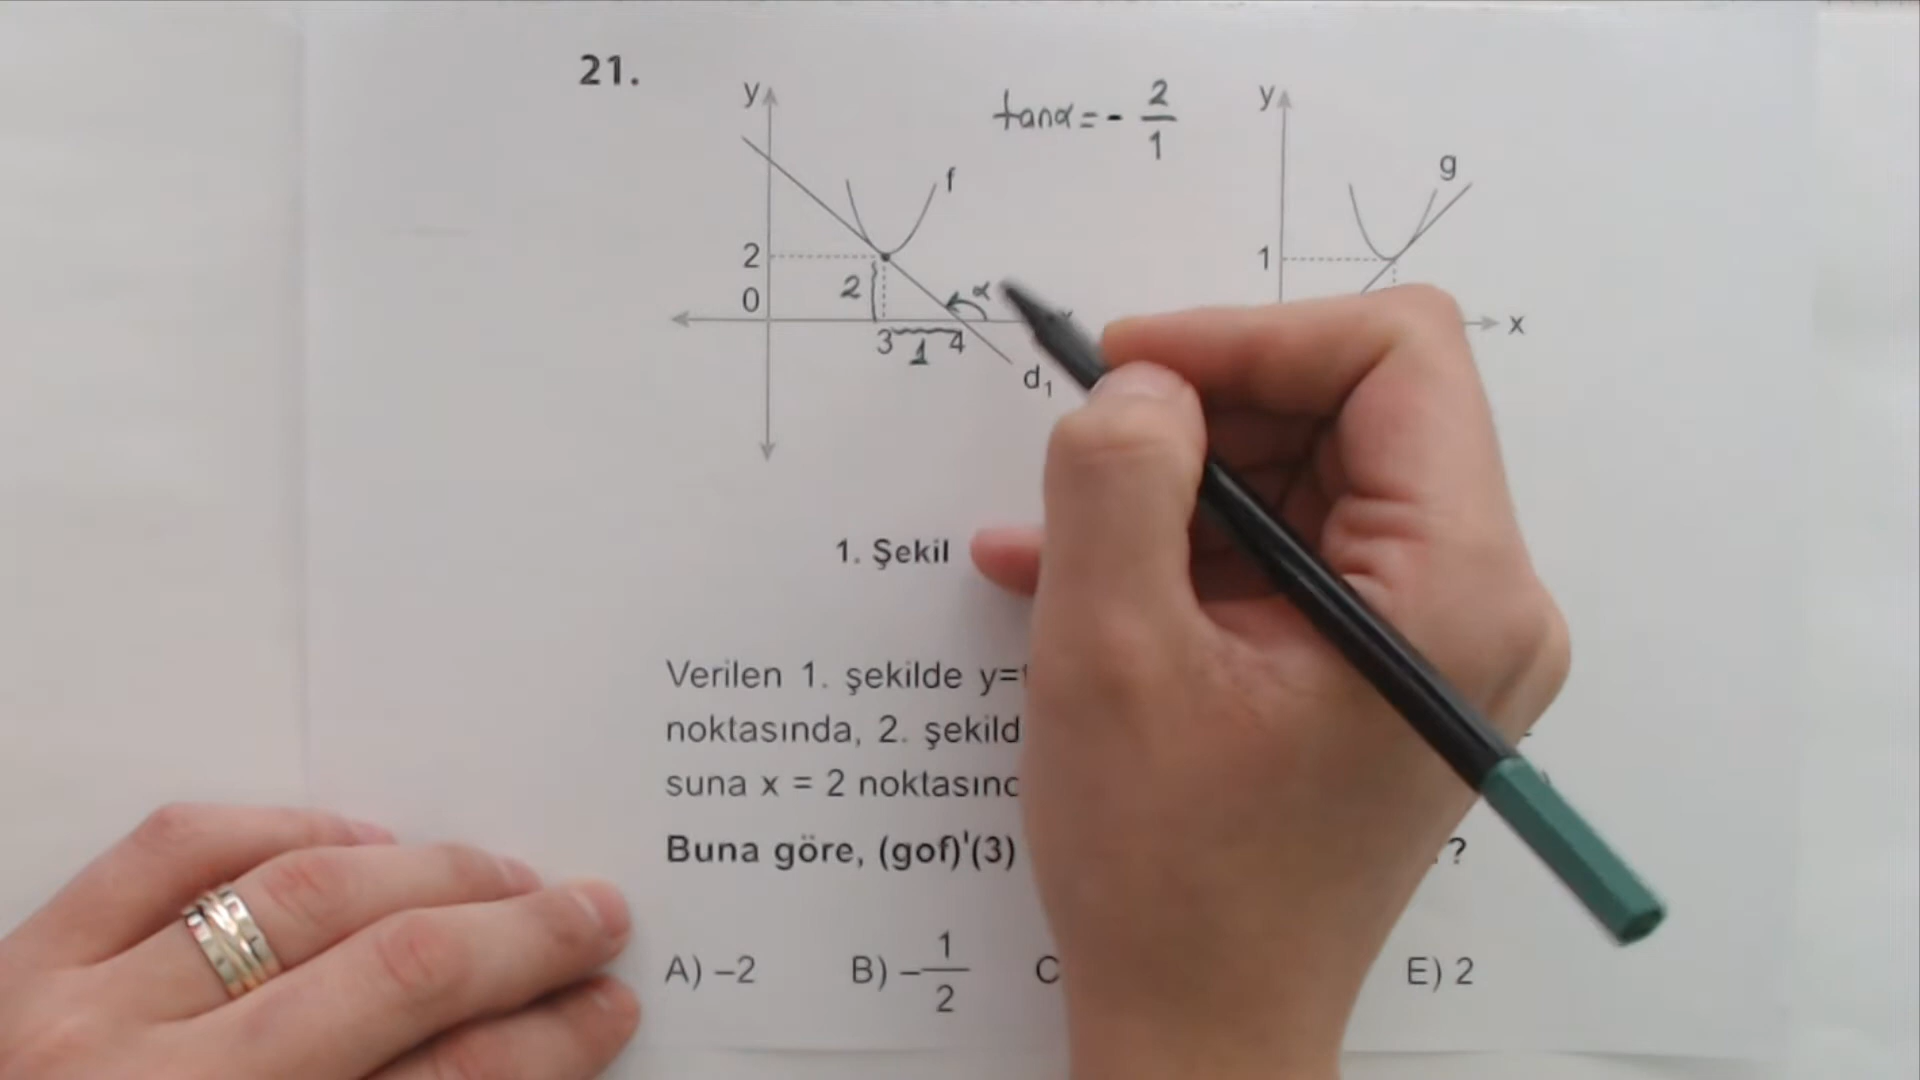 21.
y
tanα = - 2/1
y
f
g
2
2
α
1
0
x
x
3
1
4
d₁
1. Şekil
Verilen 1. şekilde y=
noktasında, 2. şekild
suna x = 2 noktasınd
Buna göre, (gof)'(3) ?
A) –2 B) –1/2 C E) 2